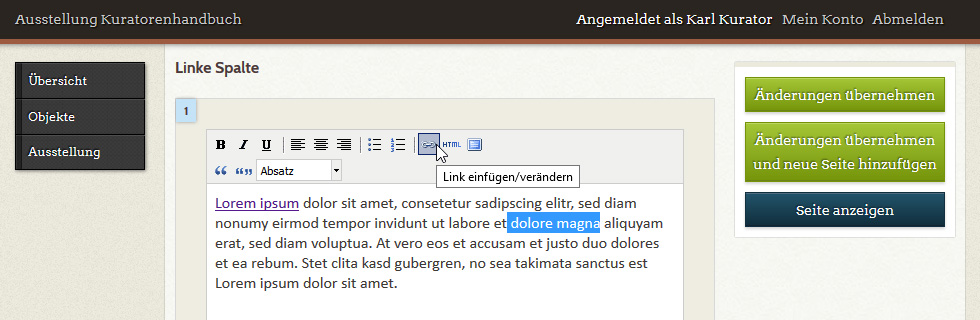 Ausstellung Kuratorenhandbuch
Angemeldet als Karl Kurator Mein Konto Abmelden
Übersicht
Objekte
Ausstellung
Linke Spalte
1
B I U HTML
Absatz
Link einfügen/verändern
Lorem ipsum dolor sit amet, consetetur sadipscing elitr, sed diam
nonumy eirmod tempor invidunt ut labore et dolore magna aliquyam
erat, sed diam voluptua. At vero eos et accusam et justo duo dolores
et ea rebum. Stet clita kasd gubergren, no sea takimata sanctus est
Lorem ipsum dolor sit amet.
Änderungen übernehmen
Änderungen übernehmen
und neue Seite hinzufügen
Seite anzeigen